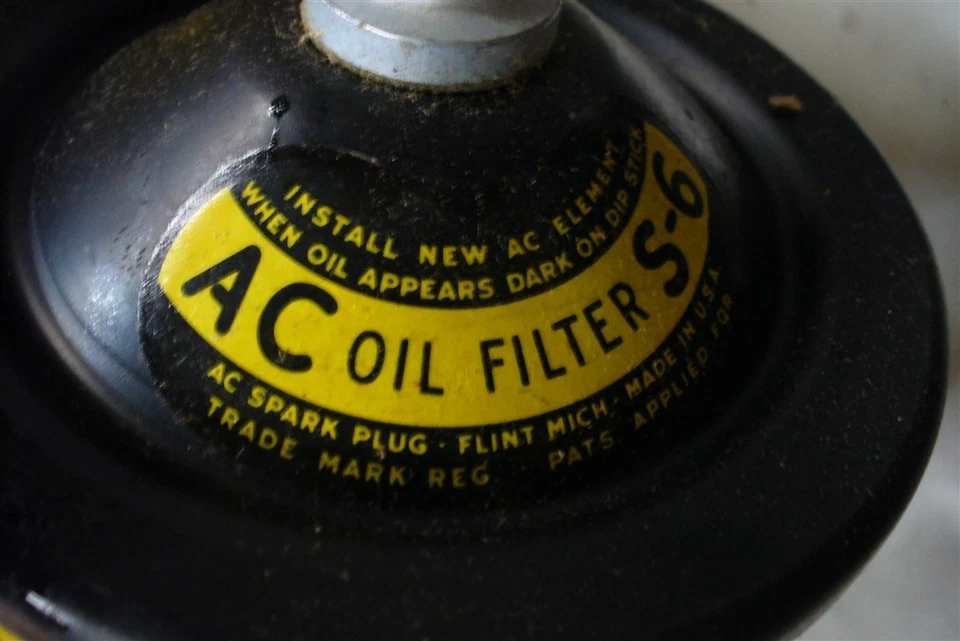 INSTALL NEW AC ELEMENT
WHEN OIL APPEARS DARK ON DIP STICK
AC OIL FILTER S-6
AC SPARK PLUG · FLINT MICH. MADE IN U.S.A.
TRADE MARK REG PATS. APPLIED FOR